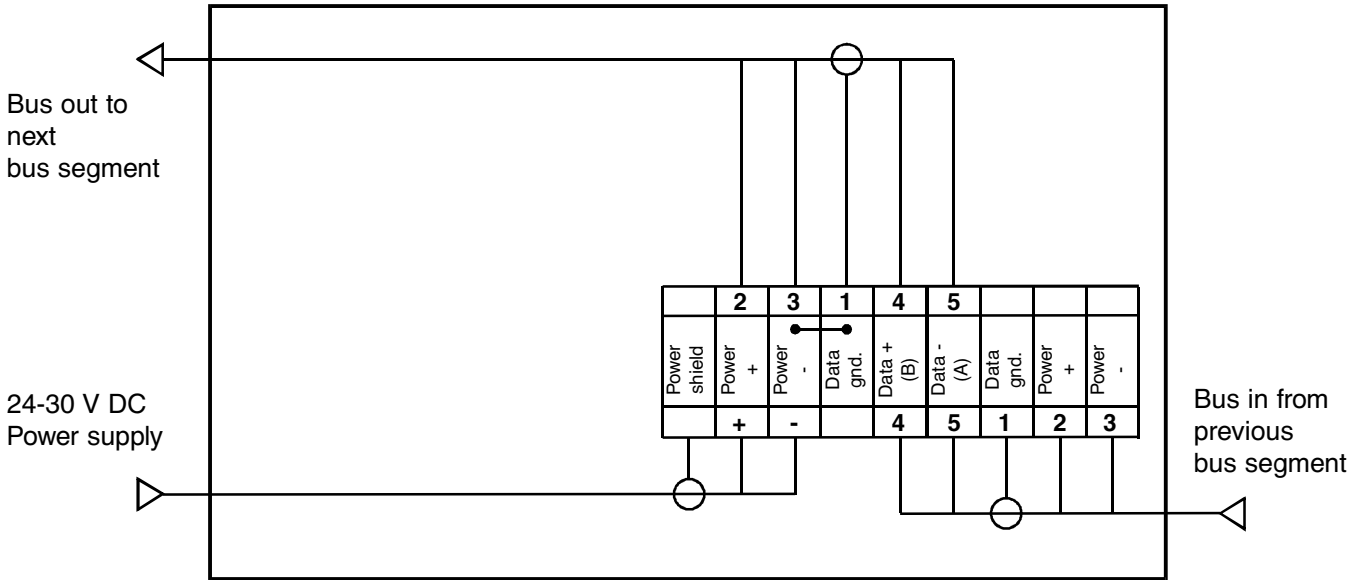 Bus out to
next
bus segment
2 3 1 4 5
Power
shield
Power
+
Power
-
Data
gnd.
Data +
(B)
Data -
(A)
Data
gnd.
Power
+
Power
-
+ - 4 5 1 2 3
24-30 V DC
Power supply
Bus in from
previous
bus segment